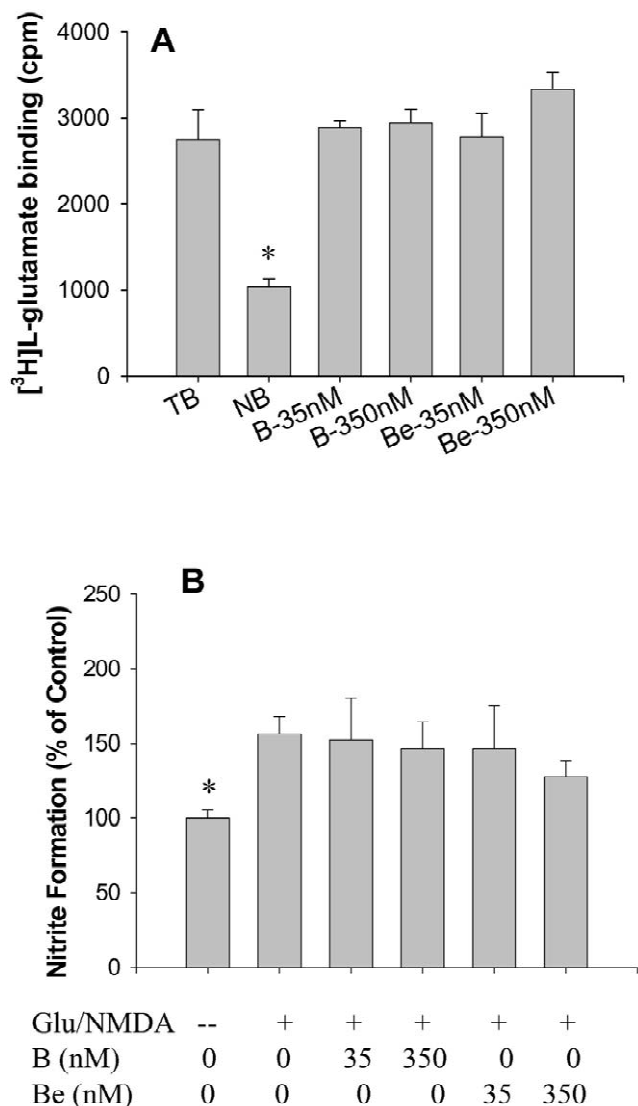 A
[³H]L-glutamate binding (cpm)
4000
3000
2000
1000
0
*
TB NB B-35nM B-350nM Be-35nM Be-350nM
B
Nitrite Formation (% of Control)
250
200
150
100
50
0
*
Glu/NMDA -- + + + + +
B (nM) 0 0 35 350 0 0
Be (nM) 0 0 0 0 35 350